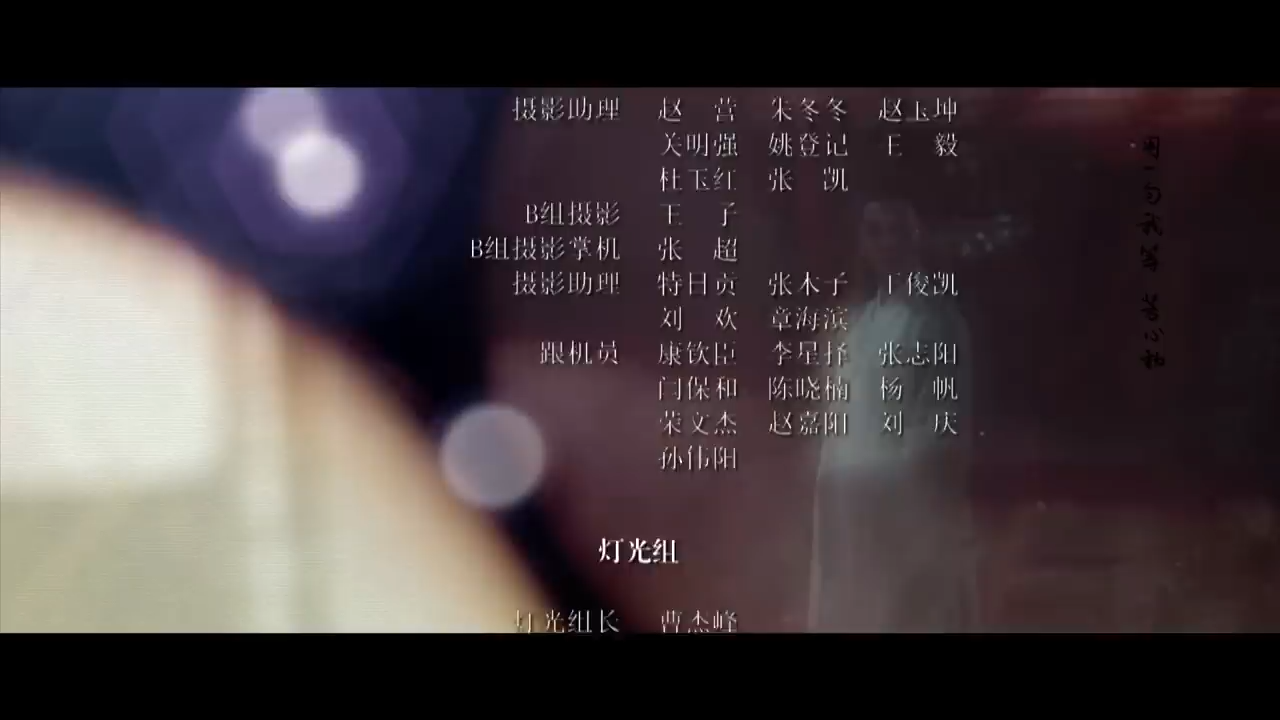 摄影助理 赵 营 朱冬冬 赵玉坤
关明强 姚登记 王 毅
杜玉红 张 凯
B组摄影 王 子
B组摄影掌机 张 超
摄影助理 特日贡 张木子 丁俊凯
刘 欢 章海滨
跟机员 康钦臣 李星择 张志阳
闫保和 陈晓楠 杨 帆
荣文杰 赵嘉阳 刘 庆
孙伟阳
灯光组
灯光组长 曹杰峰